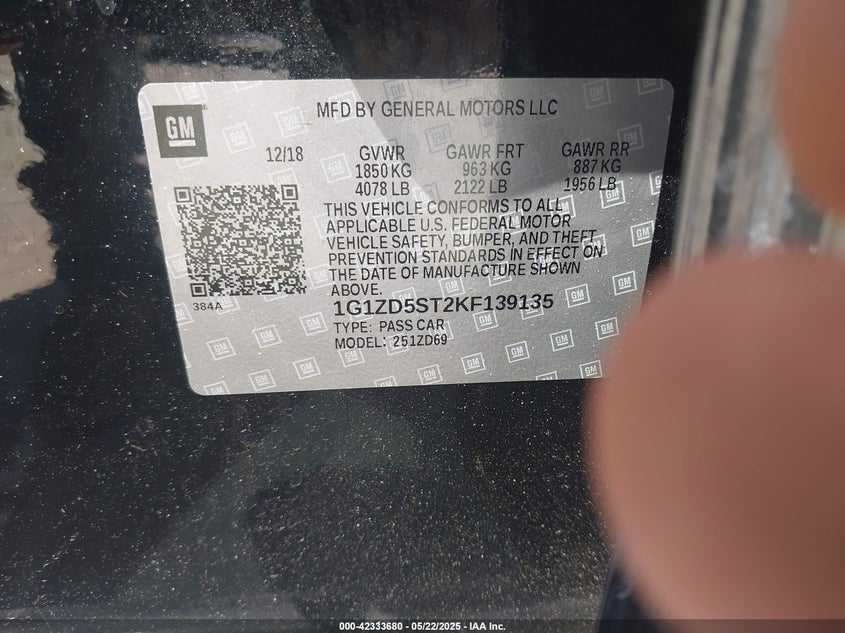 GM
MFD BY GENERAL MOTORS LLC
12/18 GVWR GAWR FRT GAWR RR
1850 KG 963 KG 887 KG
4078 LB 2122 LB 1956 LB
THIS VEHICLE CONFORMS TO ALL
APPLICABLE U.S. FEDERAL MOTOR
VEHICLE SAFETY, BUMPER, AND THEFT
PREVENTION STANDARDS IN EFFECT ON
THE DATE OF MANUFACTURE SHOWN
ABOVE.
384A
1G1ZD5ST2KF139135
TYPE: PASS CAR
MODEL: 251ZD69
000-42333680 - 05/22/2025 - IAA Inc.